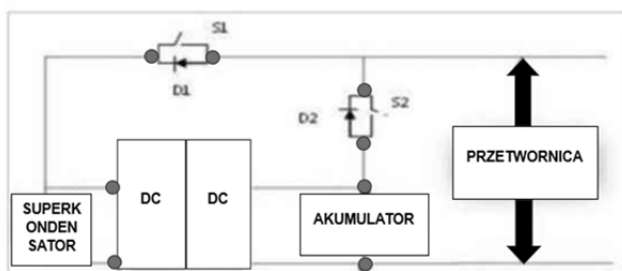 S1
D1
S2
D2
PRZETWORNICA
DC
DC
SUPERK
ONDEN
SATOR
AKUMULATOR